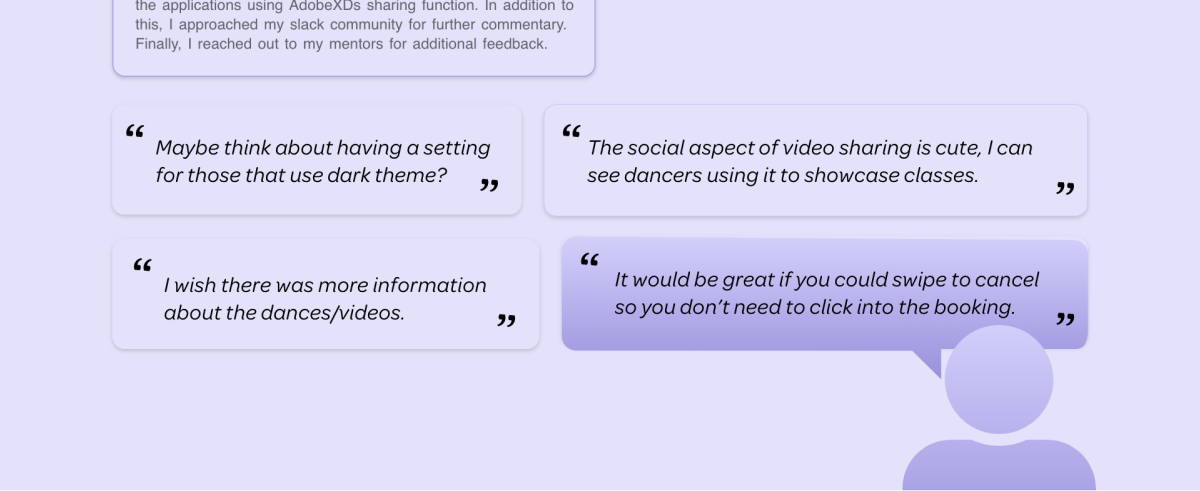 the applications using AdobeXDs sharing function. In addition to
this, I approached my slack community for further commentary.
Finally, I reached out to my mentors for additional feedback.
“ Maybe think about having a setting
for those that use dark theme? ”
“ The social aspect of video sharing is cute, I can
see dancers using it to showcase classes. ”
“ I wish there was more information
about the dances/videos. ”
“ It would be great if you could swipe to cancel
so you don’t need to click into the booking. ”